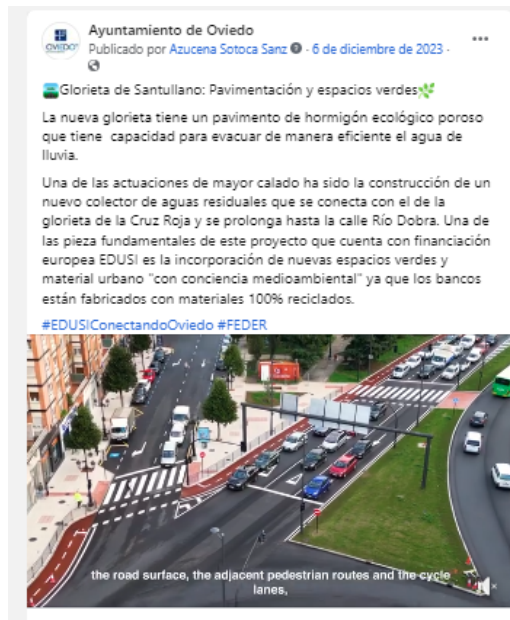 Ayuntamiento de Oviedo
Publicado por Azucena Sotoca Sanz · 6 de diciembre de 2023 ·
OVIEDO
Glorieta de Santullano: Pavimentación y espacios verdes
La nueva glorieta tiene un pavimento de hormigón ecológico poroso
que tiene capacidad para evacuar de manera eficiente el agua de
lluvia.
Una de las actuaciones de mayor calado ha sido la construcción de un
nuevo colector de aguas residuales que se conecta con el de la
glorieta de la Cruz Roja y se prolonga hasta la calle Río Dobra. Una de
las pieza fundamentales de este proyecto que cuenta con financiación
europea EDUSI es la incorporación de nuevas espacios verdes y
material urbano "con conciencia medioambiental" ya que los bancos
están fabricados con materiales 100% reciclados.
#EDUSIConectandoOviedo #FEDER
the road surface, the adjacent pedestrian routes and the cycle
lanes,